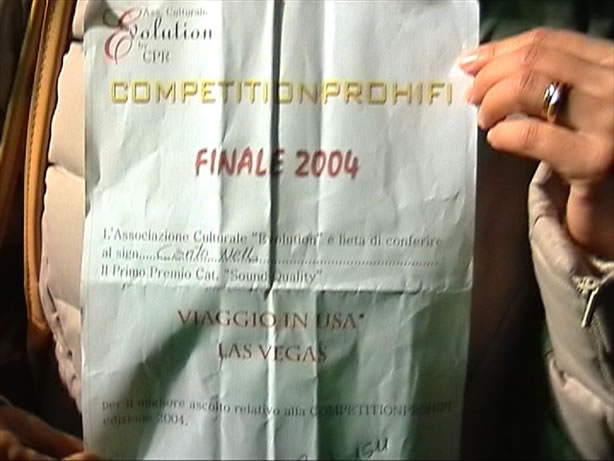 Ass. Culturale
Evolution
by
CPR
COMPETITIONPROHIFI
FINALE 2004
L'Associazione Culturale "Evolution" è lieta di conferire
al sign.....
Il Primo Premio Cat. "Sound Quality"
VIAGGIO IN USA*
LAS VEGAS
per il migliore ascolto relativo alla COMPETITIONPROHIFI
edizione 2004.